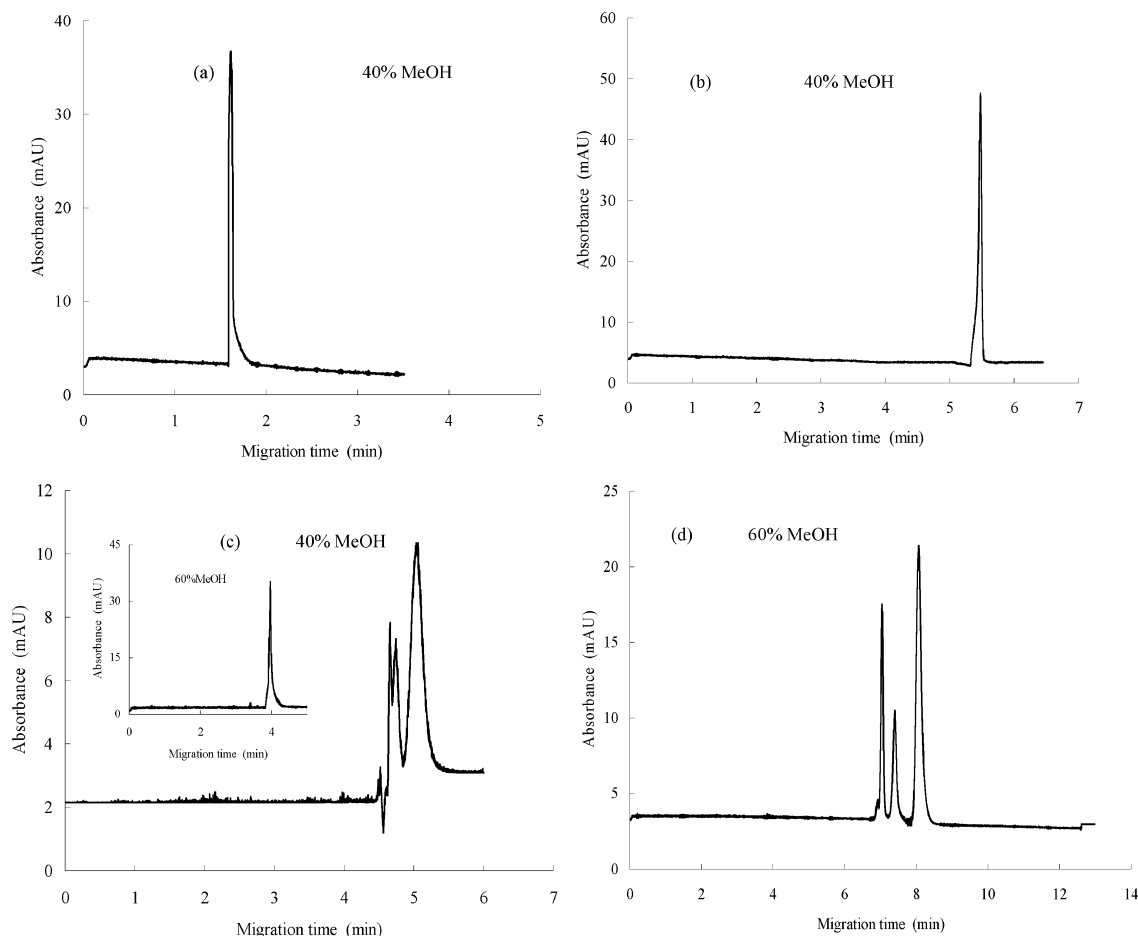 (a) 40% MeOH
Absorbance (mAU)
40
30
20
10
0
0 1 2 3 4 5
Migration time (min)
(b) 40% MeOH
Absorbance (mAU)
60
50
40
30
20
10
0
0 1 2 3 4 5 6 7
Migration time (min)
(c) 40% MeOH
Absorbance (mAU)
12
10
8
6
4
2
0
0 1 2 3 4 5 6 7
Migration time (min)
60%MeOH
Absorbance (mAU)
45
30
15
0
0 2 4
Migration time (min)
(d) 60% MeOH
Absorbance (mAU)
25
20
15
10
5
0
0 2 4 6 8 10 12 14
Migration time (min)